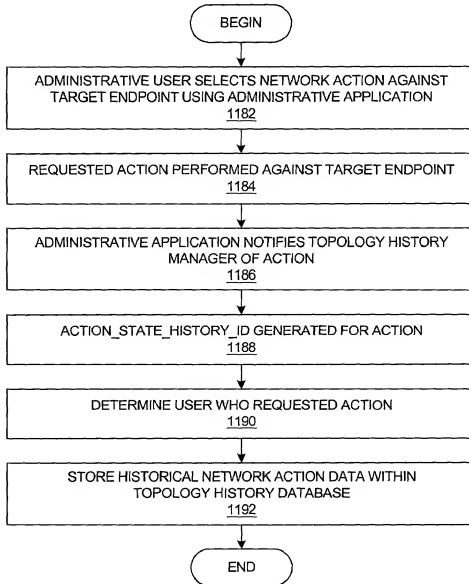 BEGIN
ADMINISTRATIVE USER SELECTS NETWORK ACTION AGAINST
TARGET ENDPOINT USING ADMINISTRATIVE APPLICATION
1182
REQUESTED ACTION PERFORMED AGAINST TARGET ENDPOINT
1184
ADMINISTRATIVE APPLICATION NOTIFIES TOPOLOGY HISTORY
MANAGER OF ACTION
1186
ACTION_STATE_HISTORY_ID GENERATED FOR ACTION
1188
DETERMINE USER WHO REQUESTED ACTION
1190
STORE HISTORICAL NETWORK ACTION DATA WITHIN
TOPOLOGY HISTORY DATABASE
1192
END